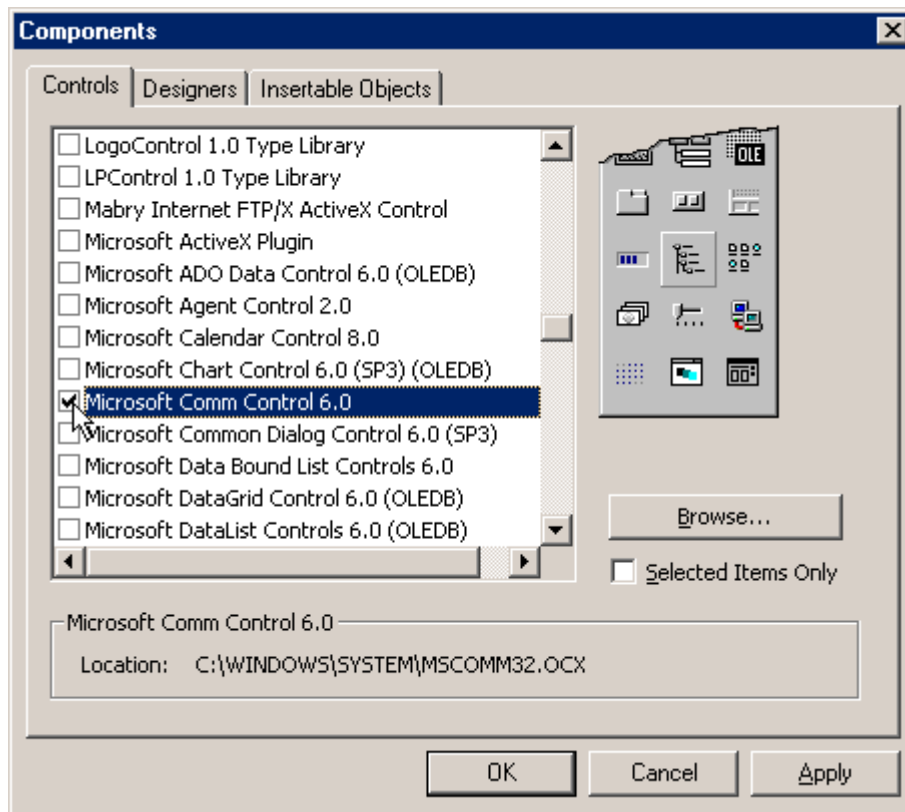 Components
Controls
Designers
Insertable Objects
LogoControl 1.0 Type Library
LPControl 1.0 Type Library
Mabry Internet FTP/X ActiveX Control
Microsoft ActiveX Plugin
Microsoft ADO Data Control 6.0 (OLEDB)
Microsoft Agent Control 2.0
Microsoft Calendar Control 8.0
Microsoft Chart Control 6.0 (SP3) (OLEDB)
Microsoft Comm Control 6.0
Microsoft Common Dialog Control 6.0 (SP3)
Microsoft Data Bound List Controls 6.0
Microsoft DataGrid Control 6.0 (OLEDB)
Microsoft DataList Controls 6.0 (OLEDB)
OLE
Browse...
Selected Items Only
Microsoft Comm Control 6.0
Location: C:\WINDOWS\SYSTEM\MSCOMM32.OCX
OK
Cancel
Apply